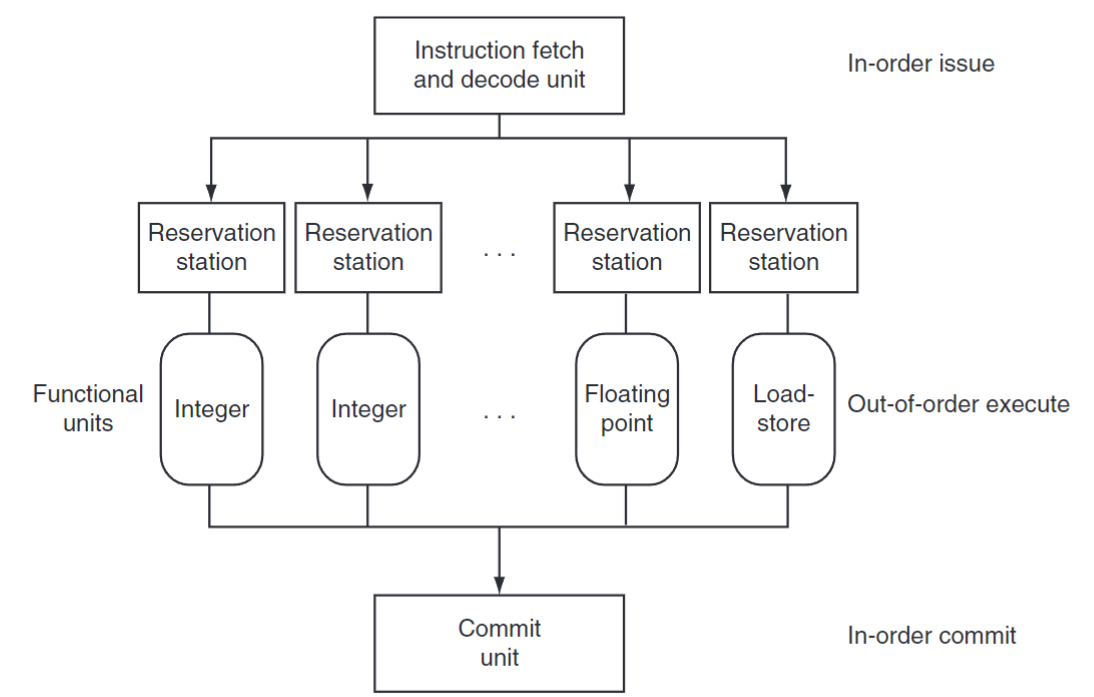 Instruction fetch
and decode unit
In-order issue
Reservation
station
Reservation
station
. . .
Reservation
station
Reservation
station
Functional
units
Integer
Integer
. . .
Floating
point
Load-
store
Out-of-order execute
Commit
unit
In-order commit